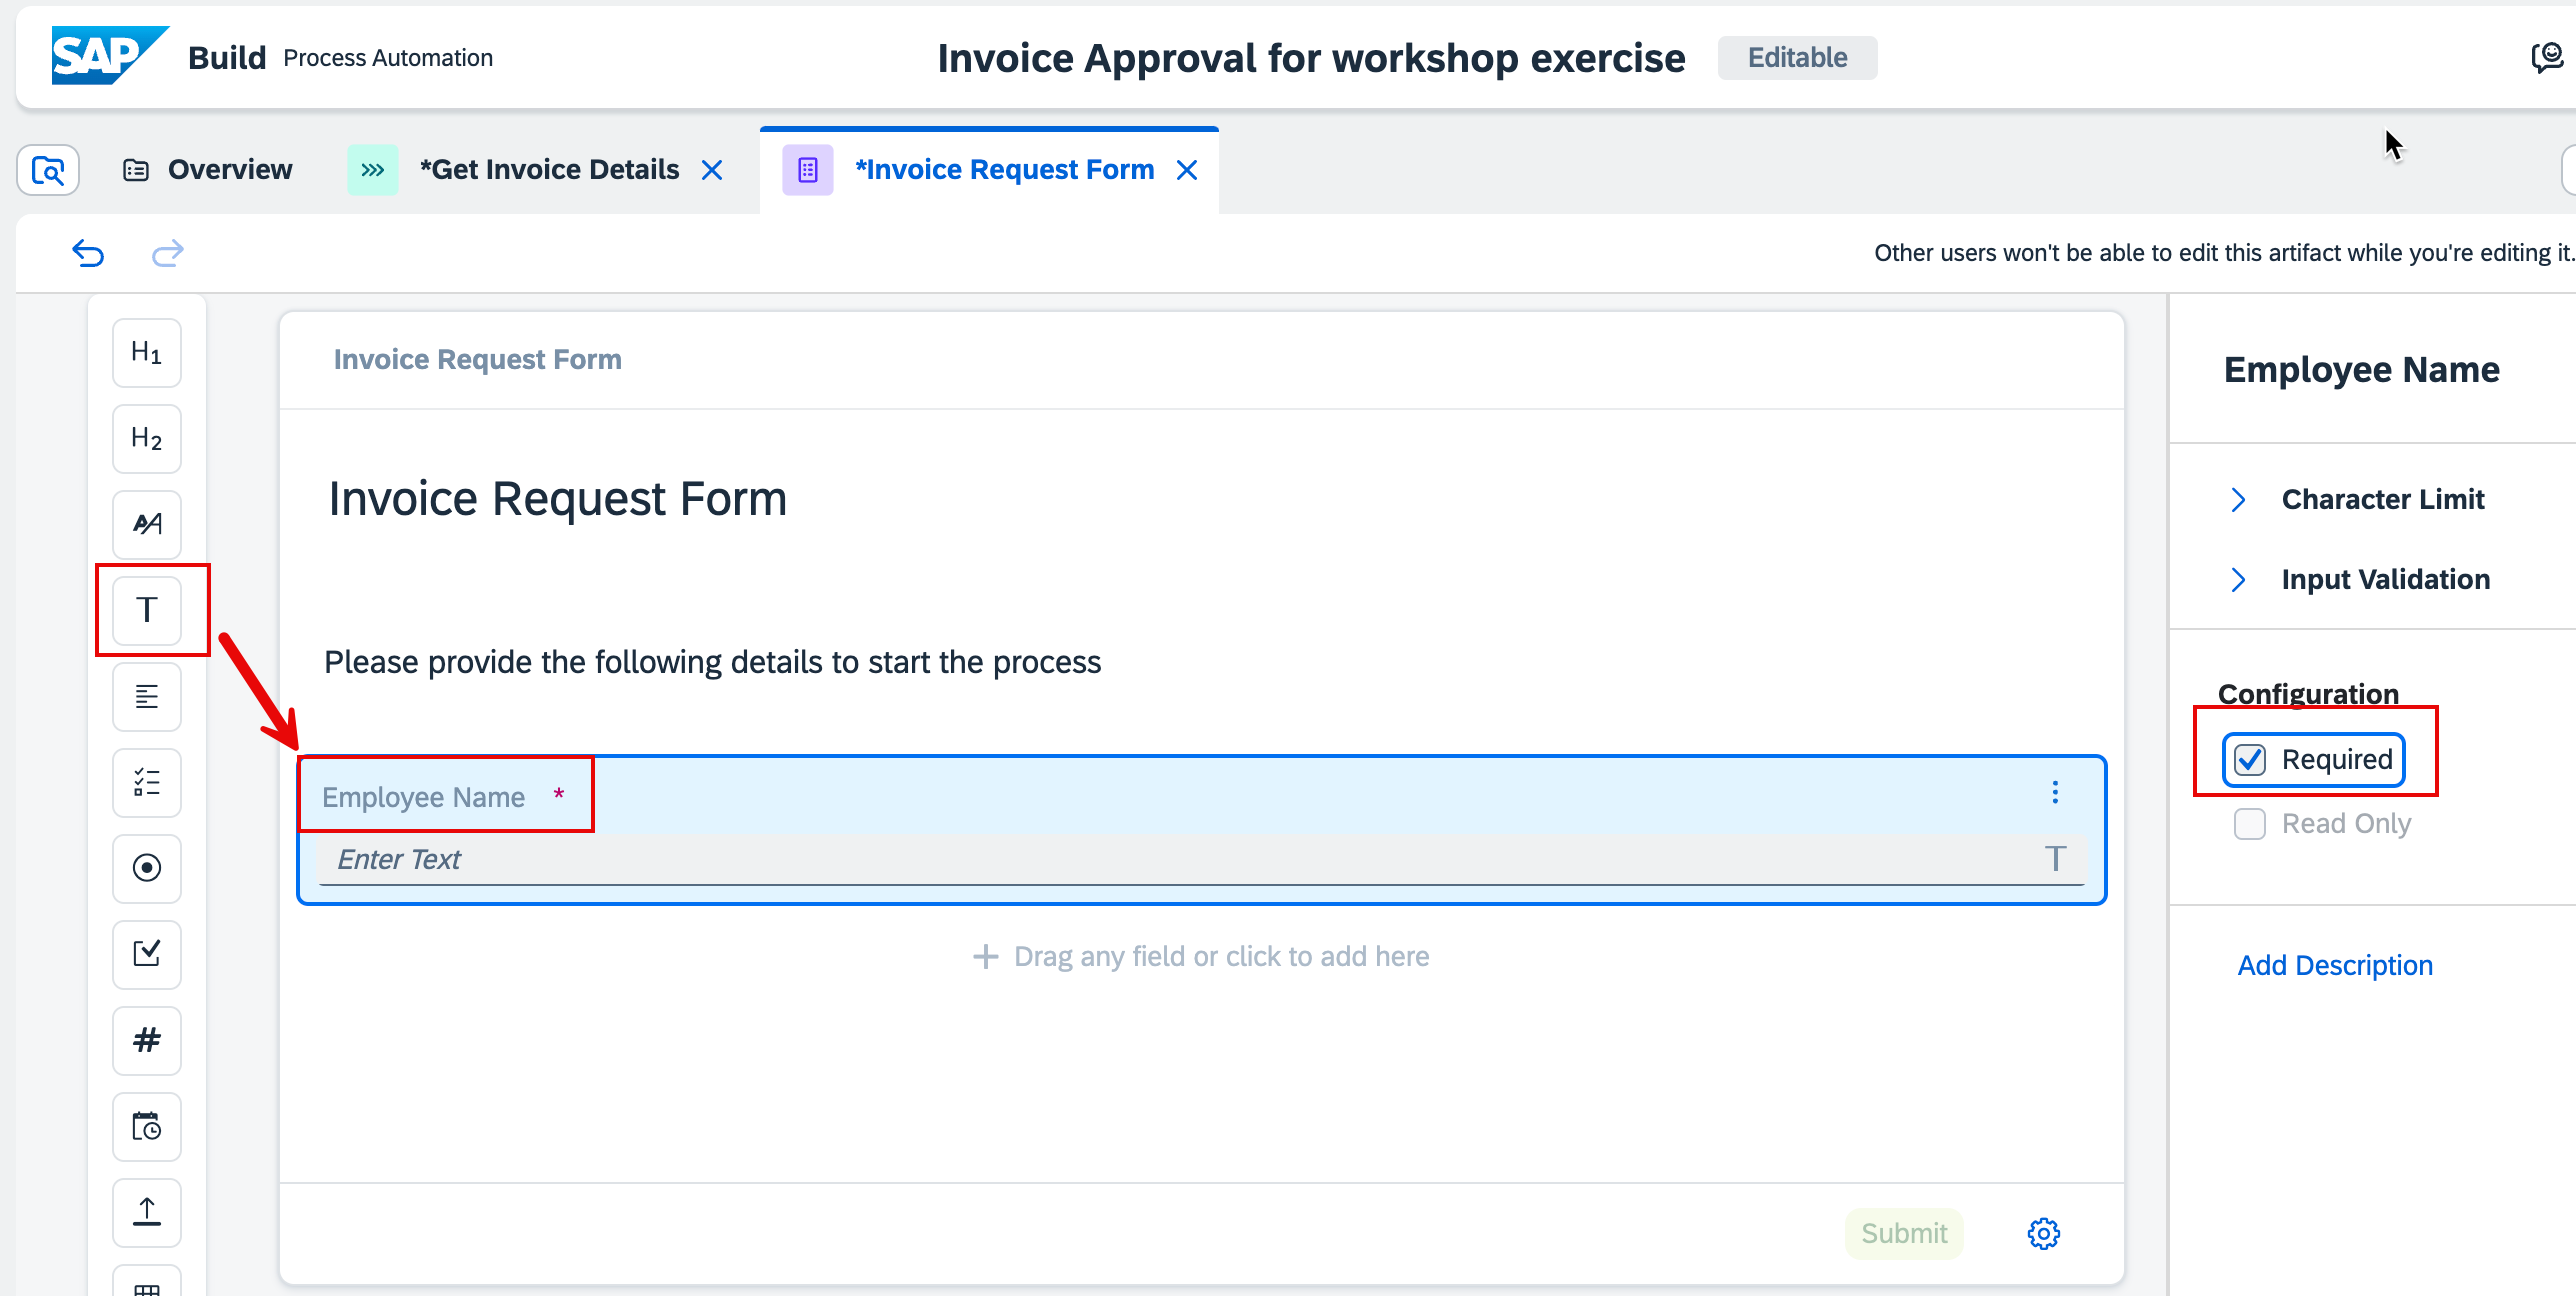 SAP Build Process Automation
Invoice Approval for workshop exercise Editable
Overview
*Get Invoice Details
*Invoice Request Form
Other users won't be able to edit this artifact while you're editing it.
H1
H2
AA
T
#
Invoice Request Form
Invoice Request Form
Please provide the following details to start the process
Employee Name *
Enter Text T
+ Drag any field or click to add here
Submit
Employee Name
Character Limit
Input Validation
Configuration
Required
Read Only
Add Description